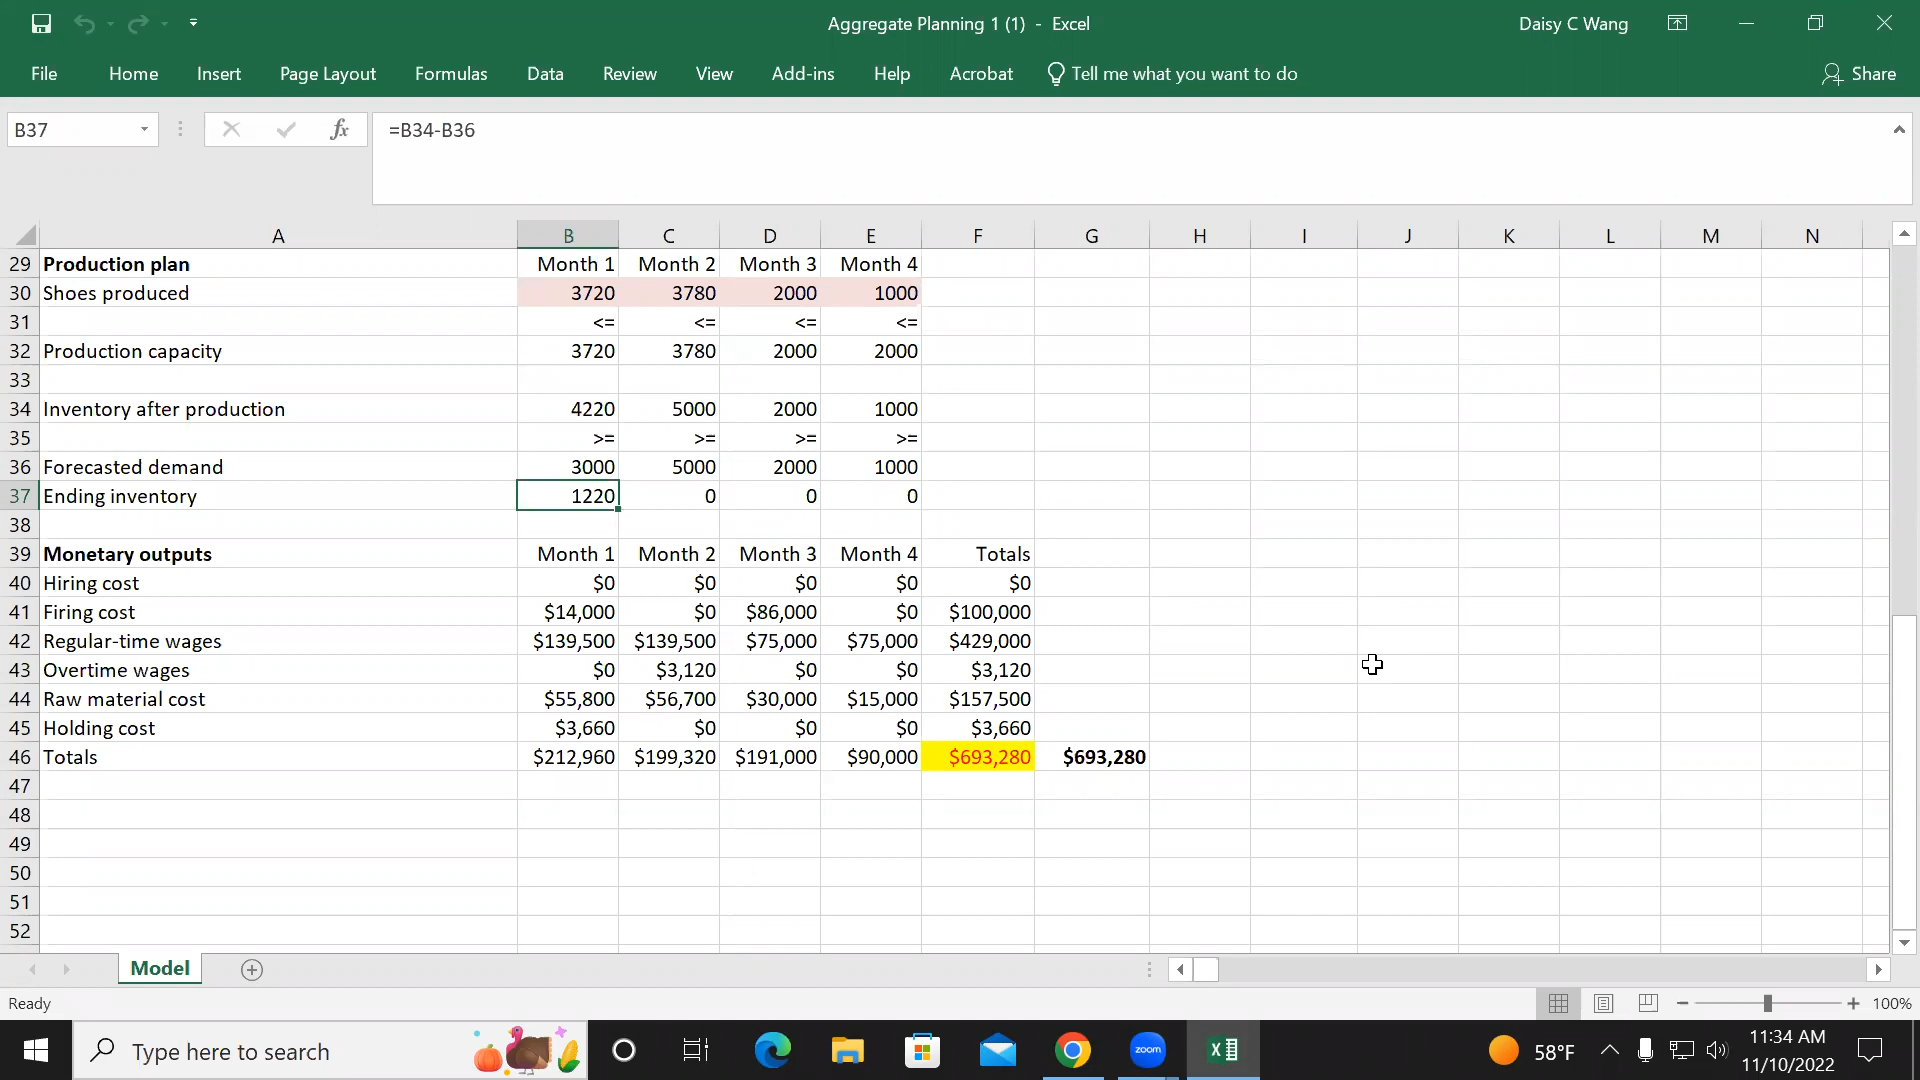 Aggregate Planning 1 (1) - Excel
Daisy C Wang
File Home Insert Page Layout Formulas Data Review View Add-ins Help Acrobat Tell me what you want to do Share
B37 fx =B34-B36
A B C D E F G H I J K L M N
29 Production plan Month 1 Month 2 Month 3 Month 4
30 Shoes produced 3720 3780 2000 1000
31 <= <= <= <=
32 Production capacity 3720 3780 2000 2000
33
34 Inventory after production 4220 5000 2000 1000
35 >= >= >= >=
36 Forecasted demand 3000 5000 2000 1000
37 Ending inventory 1220 0 0 0
38
39 Monetary outputs Month 1 Month 2 Month 3 Month 4 Totals
40 Hiring cost $0 $0 $0 $0 $0
41 Firing cost $14,000 $0 $86,000 $0 $100,000
42 Regular-time wages $139,500 $139,500 $75,000 $75,000 $429,000
43 Overtime wages $0 $3,120 $0 $0 $3,120
44 Raw material cost $55,800 $56,700 $30,000 $15,000 $157,500
45 Holding cost $3,660 $0 $0 $0 $3,660
46 Totals $212,960 $199,320 $191,000 $90,000 $693,280 $693,280
47
48
49
50
51
52
Model
Ready 100%
Type here to search zoom 58°F 11:34 AM
11/10/2022